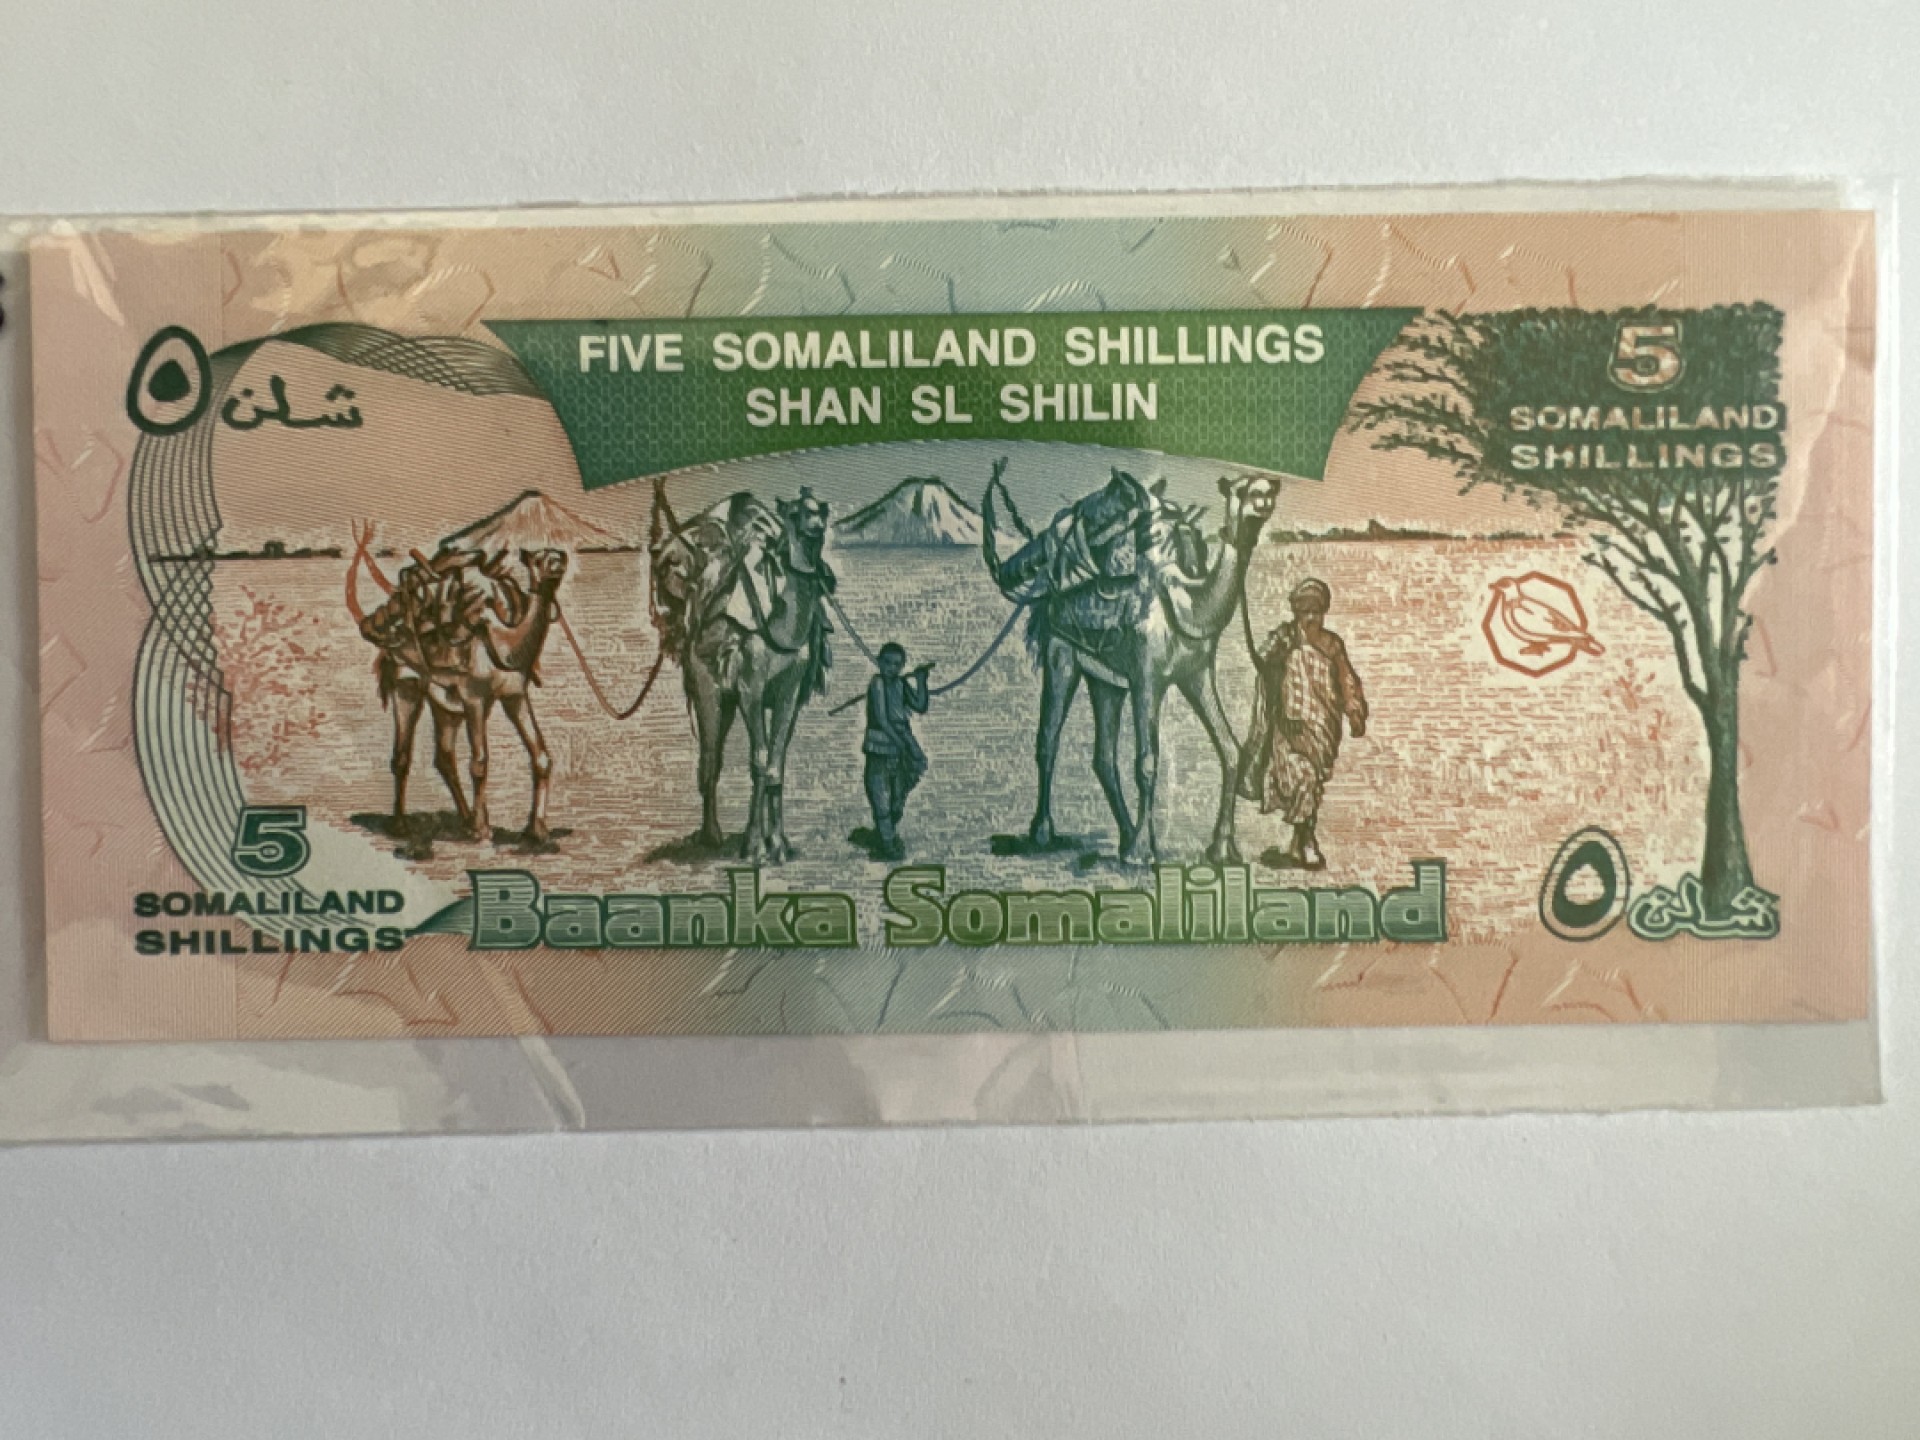 ٥ شلن
FIVE SOMALILAND SHILLINGS
SHAN SL SHILIN
5
SOMALILAND
SHILLINGS
5
SOMALILAND
SHILLINGS
Baanka Somaliland
٥ شلن